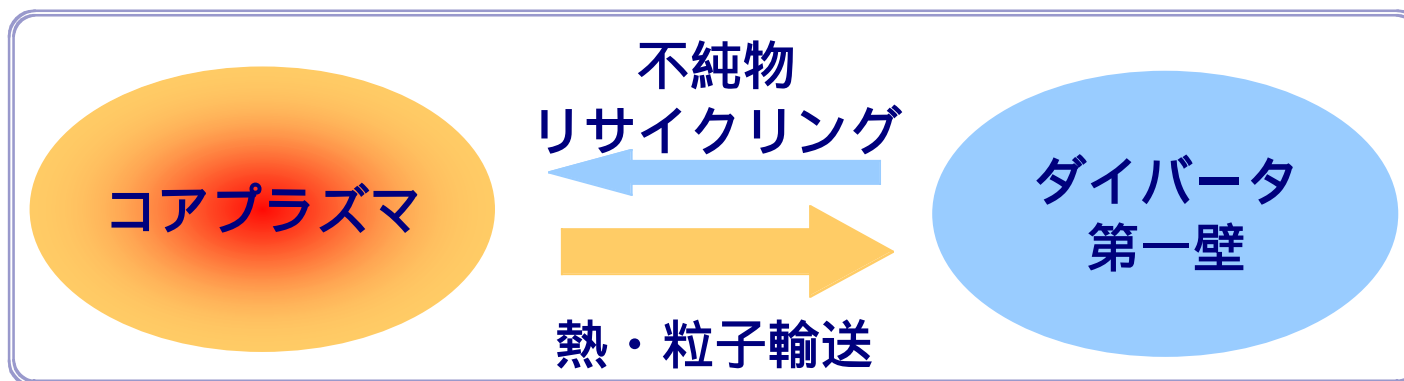 不純物
リサイクリング
コアプラズマ
ダイバータ
第一壁
熱・粒子輸送